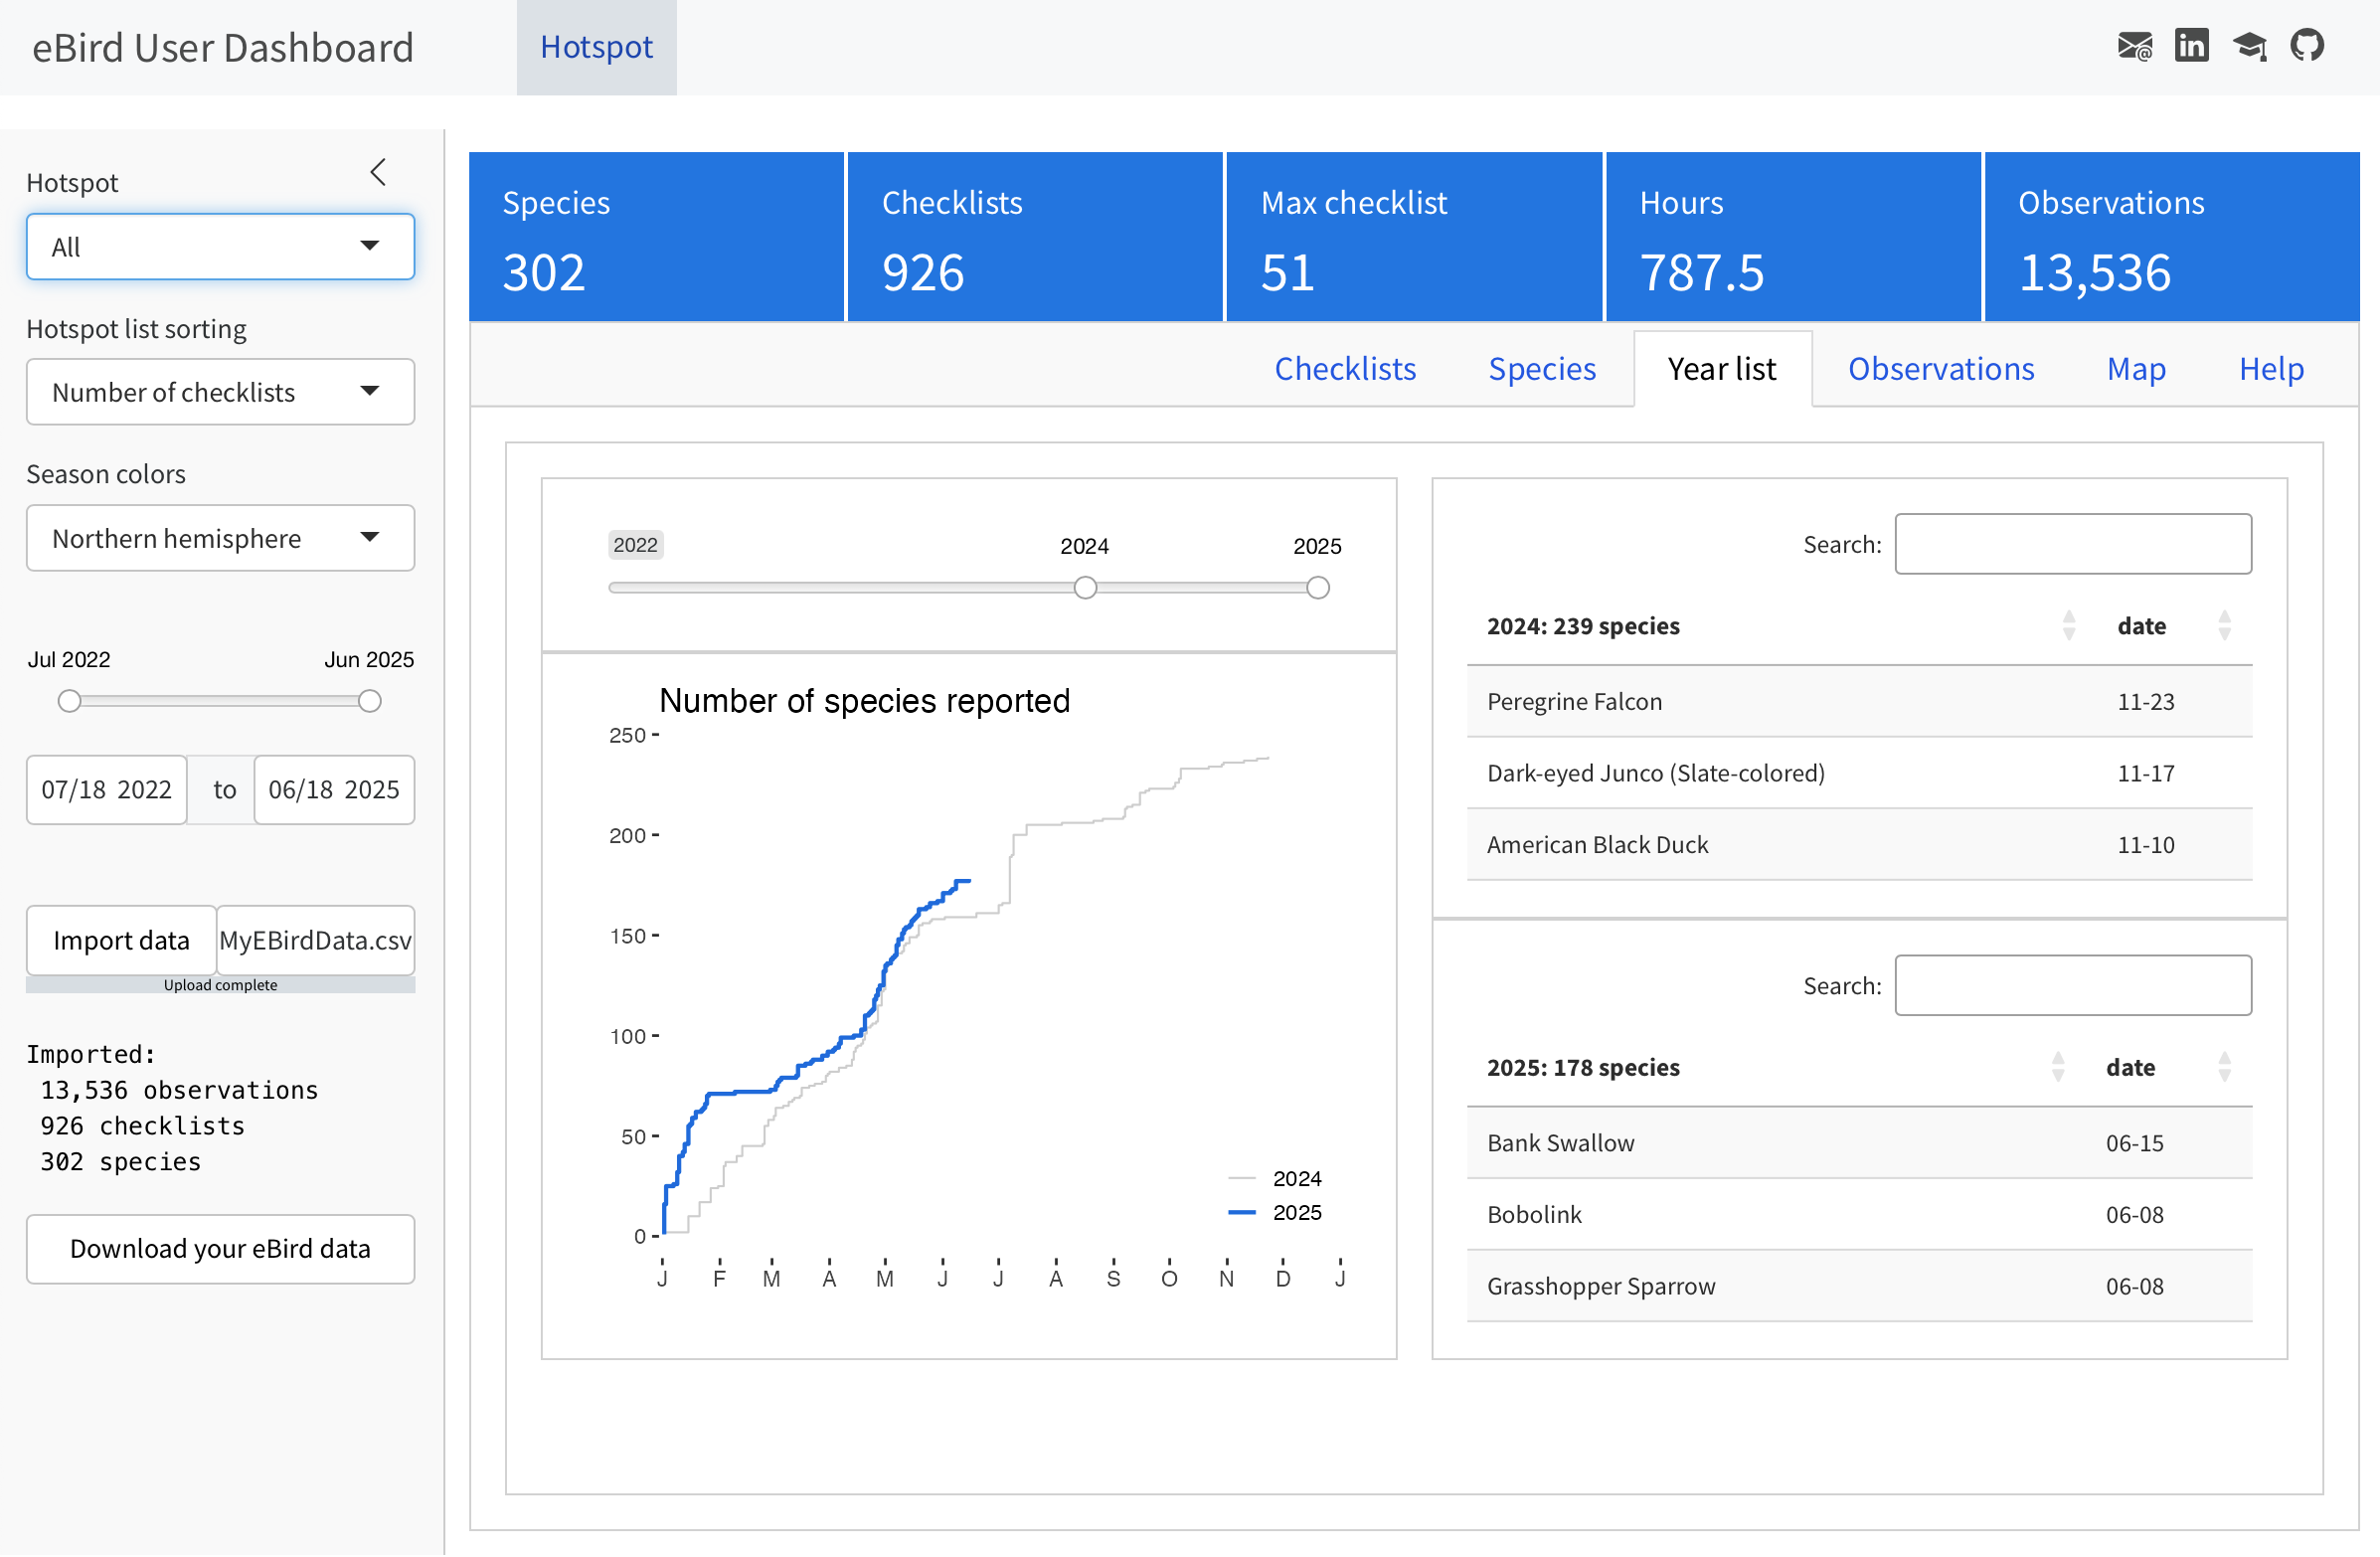 eBird User Dashboard
Hotspot
Hotspot
All
Hotspot list sorting
Number of checklists
Season colors
Northern hemisphere
Jul 2022
Jun 2025
07/18 2022 to 06/18 2025
Import data MyEBirdData.csv
Upload complete
Imported:
13,536 observations
926 checklists
302 species
Download your eBird data
Species
302
Checklists
926
Max checklist
51
Hours
787.5
Observations
13,536
Checklists Species Year list Observations Map Help
2022 2024 2025
Number of species reported
250
200
150
100
50
0
J F M A M J J A S O N D J
2024
2025
Search:
2024: 239 species date
Peregrine Falcon 11-23
Dark-eyed Junco (Slate-colored) 11-17
American Black Duck 11-10
Search:
2025: 178 species date
Bank Swallow 06-15
Bobolink 06-08
Grasshopper Sparrow 06-08